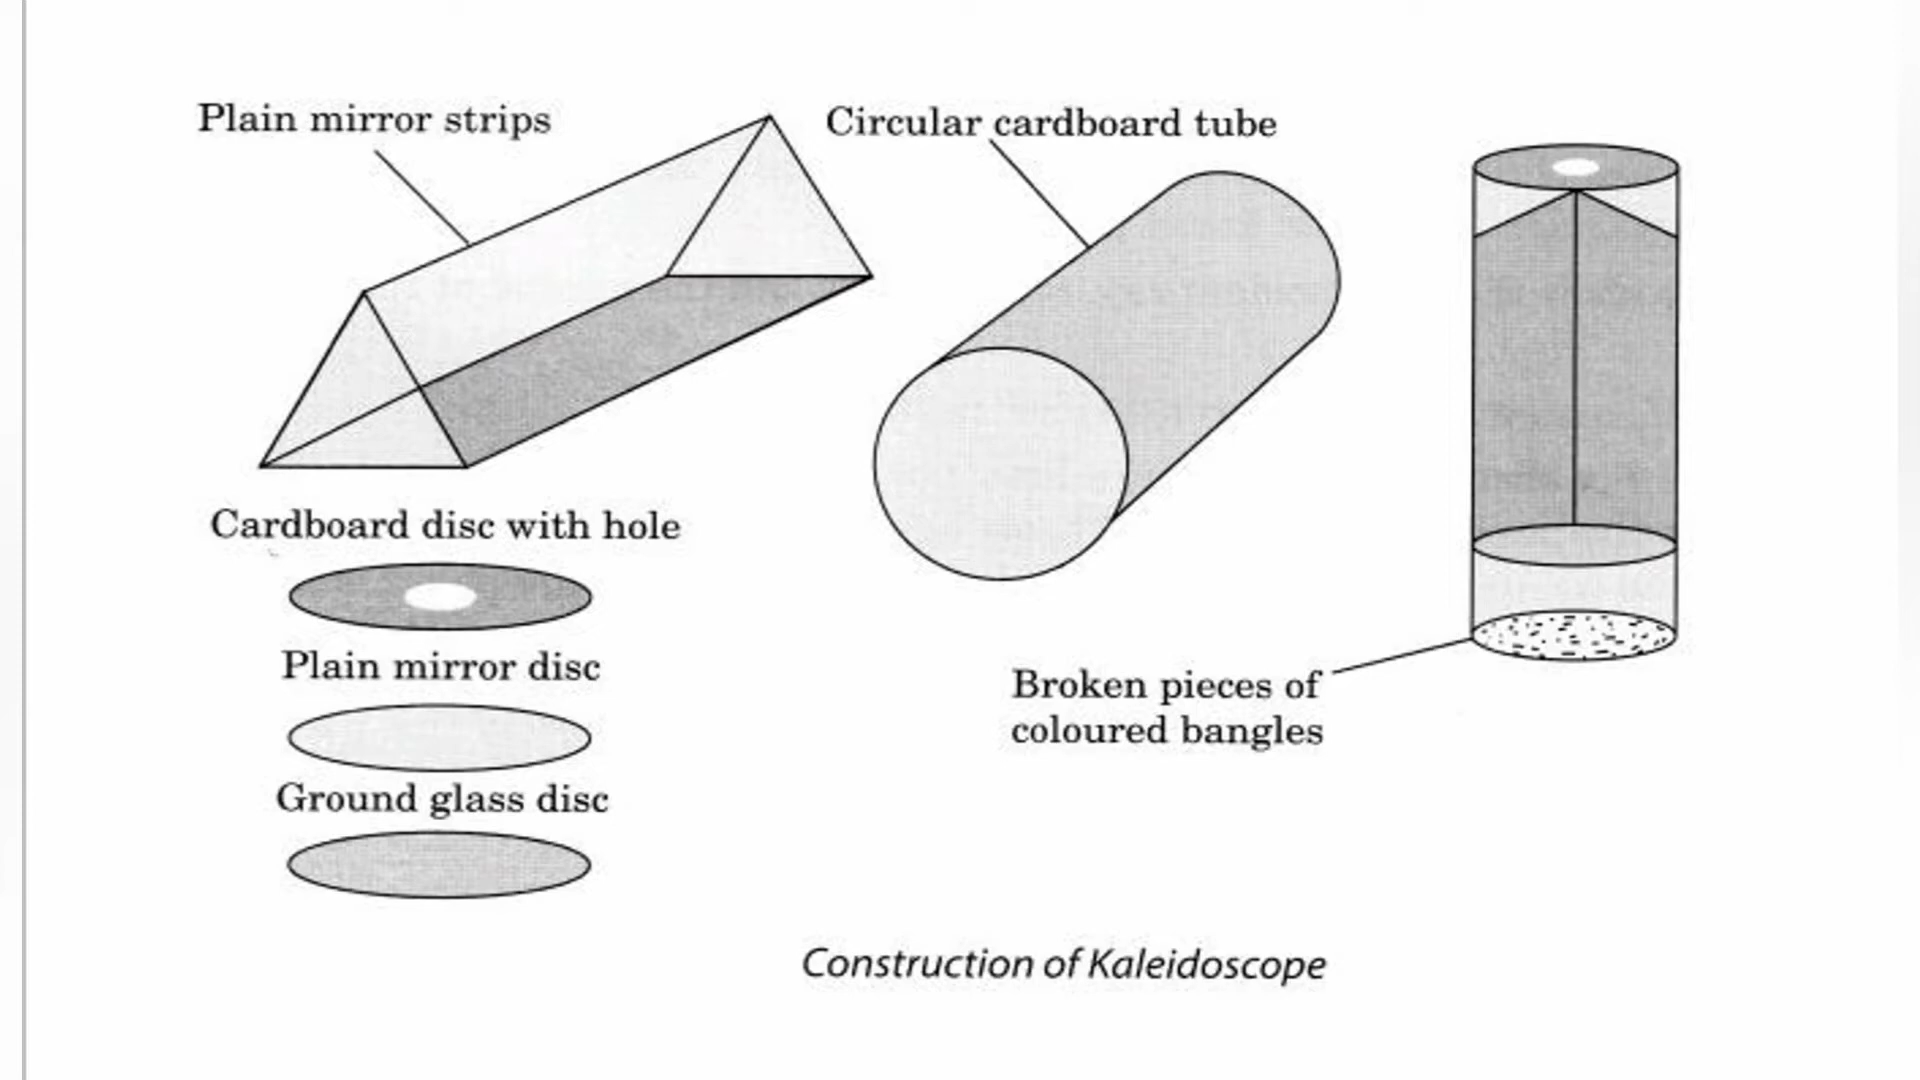 Plain mirror strips
Circular cardboard tube
Cardboard disc with hole
Plain mirror disc
Ground glass disc
Broken pieces of
coloured bangles
Construction of Kaleidoscope